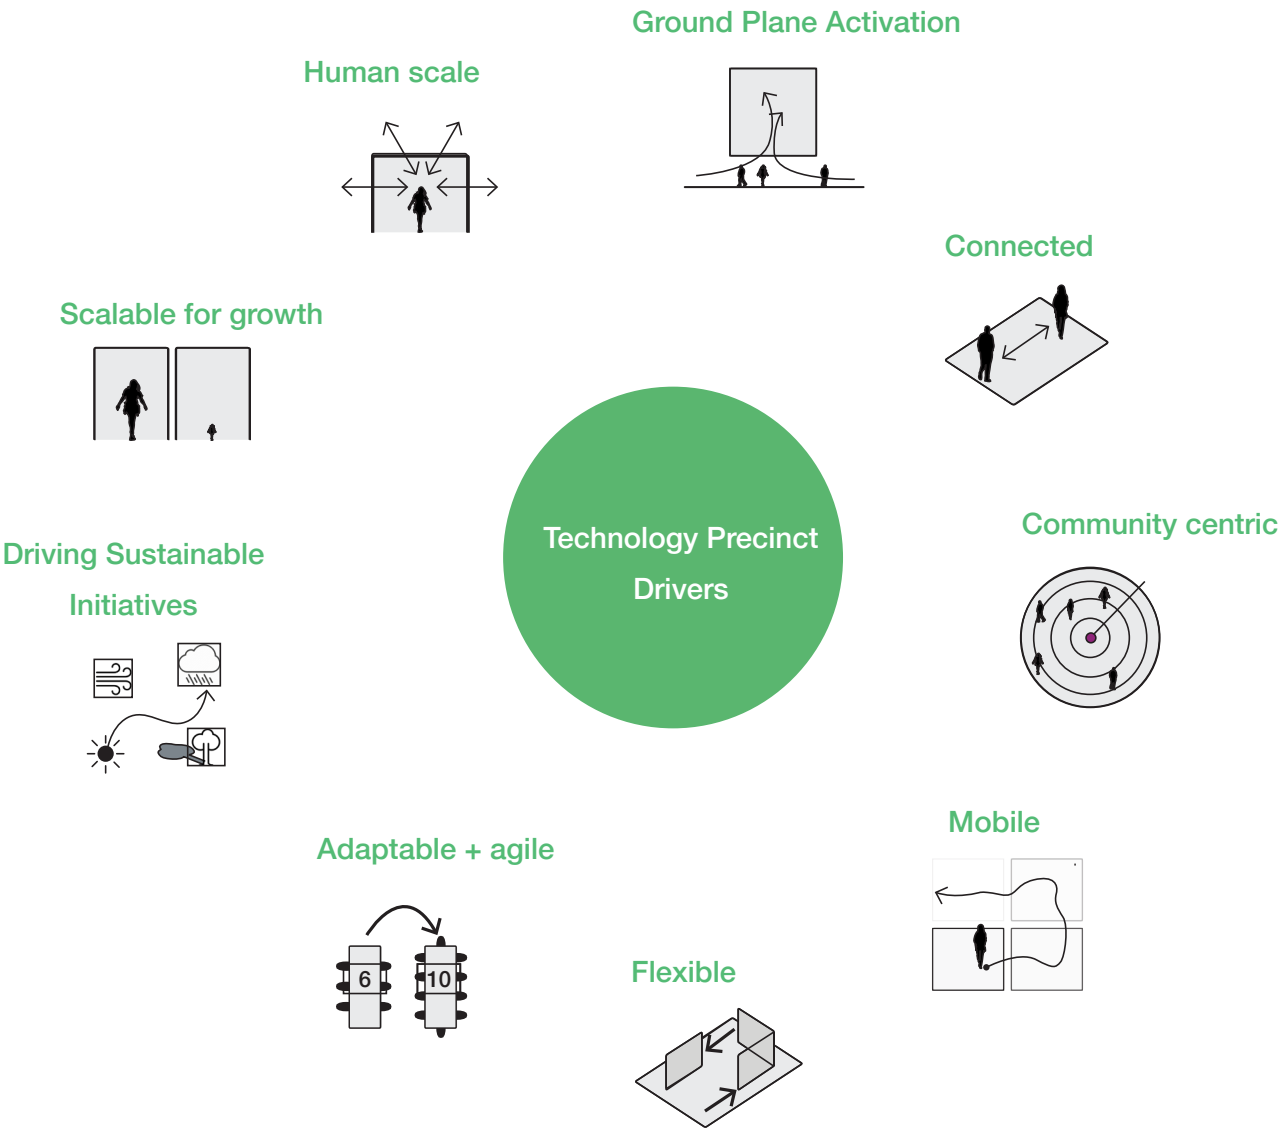 Ground Plane Activation
Human scale
Connected
Scalable for growth
Community centric
Technology Precinct
Drivers
Driving Sustainable
Initiatives
Mobile
Adaptable + agile
Flexible
6
10